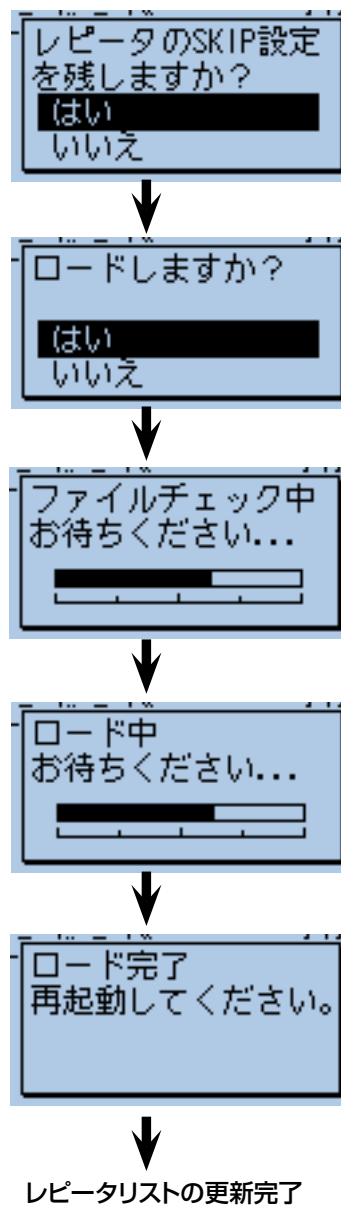 レピータのSKIP設定
を残しますか？
はい
いいえ
ロードしますか？
はい
いいえ
ファイルチェック中
お待ちください...
ロード中
お待ちください...
ロード完了
再起動してください。
レピータリストの更新完了